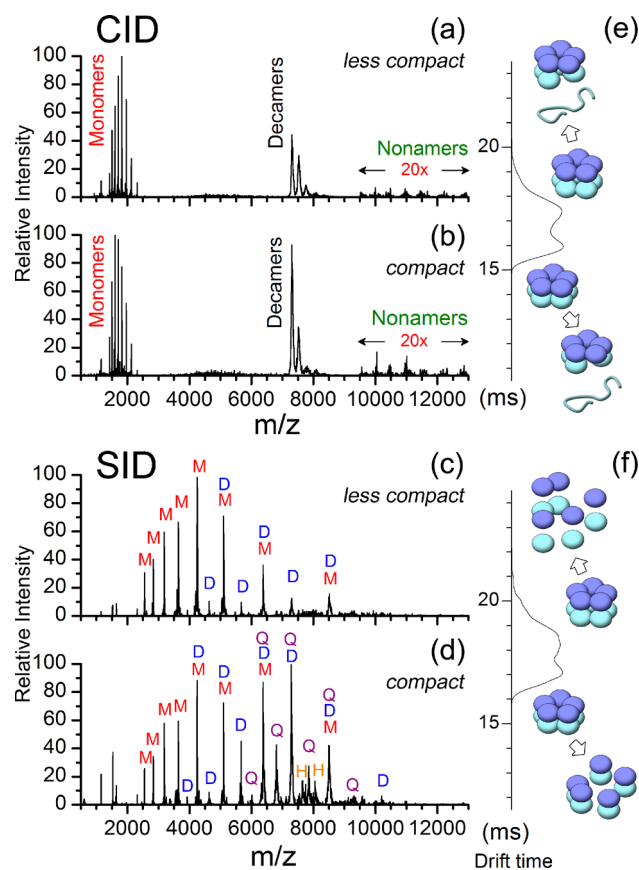 CID
(a)
less compact
100
80
60
40
20
0
Relative Intensity
Monomers
Decamers
Nonamers
20x
(b)
compact
100
80
60
40
20
0
Monomers
Decamers
Nonamers
20x
2000 4000 6000 8000 10000 12000
m/z
(e)
20
15
(ms)
SID
(c)
less compact
100
80
60
40
20
0
Relative Intensity
M
D
M M
M
M D D
M M
M D D D
M
(d)
compact
100
80
60
40
20
0
Q Q
D D D D
M M M
Q
M M D
M
D Q
M Q
M H H
D D Q Q D
2000 4000 6000 8000 10000 12000
m/z
(f)
20
15
(ms)
Drift time